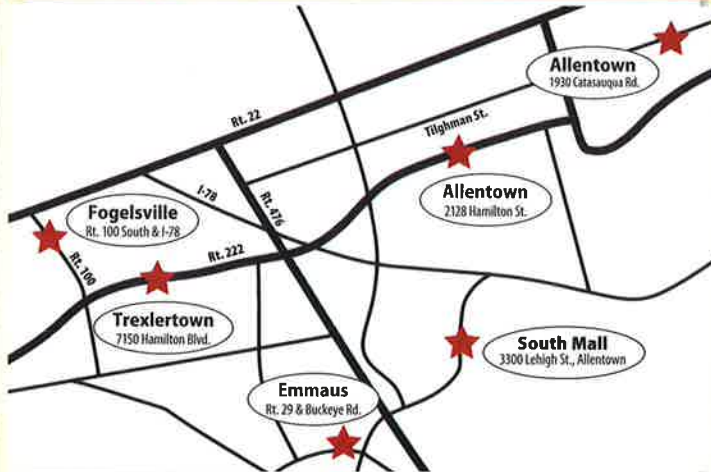 Allentown
1930 Catasauqua Rd.
Rt. 22
Tilghman St.
Allentown
2128 Hamilton St.
I-78
Rt. 476
Fogelsville
Rt. 100 South & I-78
Rt. 100
Rt. 222
Trexlertown
7150 Hamilton Blvd.
South Mall
3300 Lehigh St., Allentown
Emmaus
Rt. 29 & Buckeye Rd.